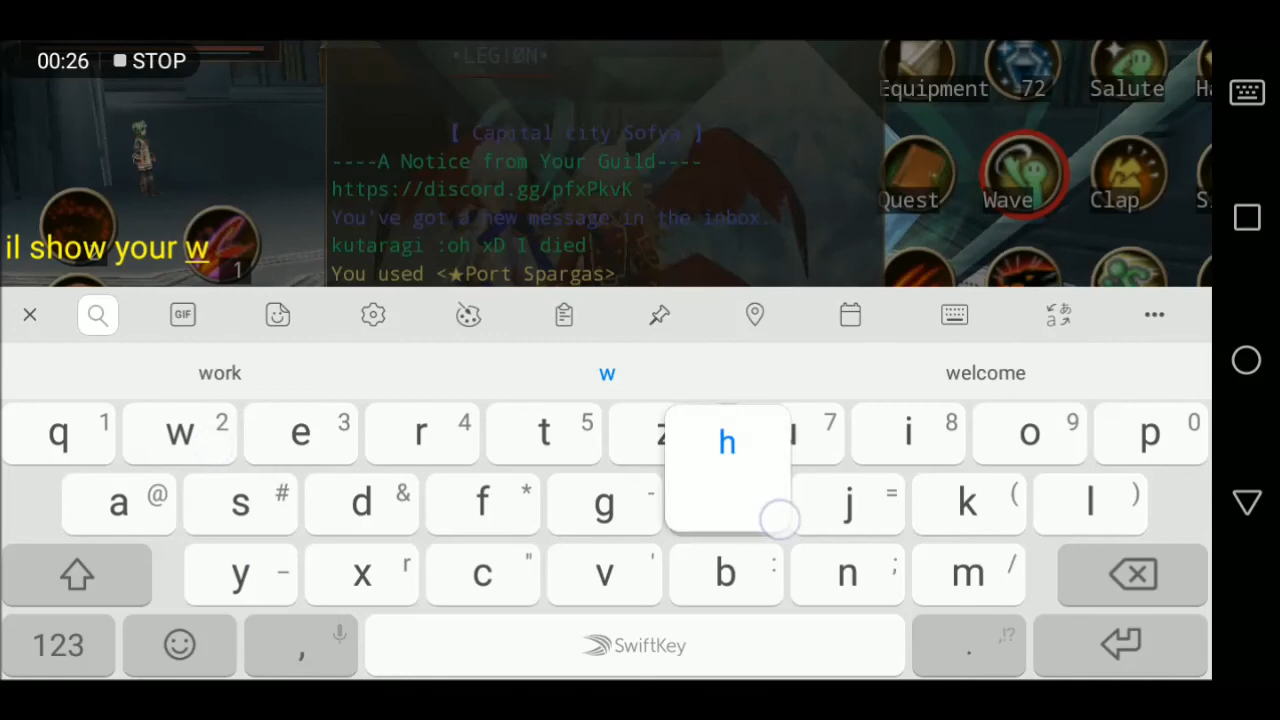 00:26 STOP
•LEGI0N•
Equipment -72 Salute
[ Capital city Sofya ]
----A Notice from Your Guild----
https://discord.gg/pfxPkvK
Quest Wave Clap
You've got a new message in the inbox.
kutaragi :oh xD I died
il show your w
1
You used <★Port Spargas>
GIF
work w welcome
q 1 w 2 e 3 r 4 t 5 z u 7 i 8 o 9 p 0
h
a @ s # d & f * g - j = k ( l )
y _ x r c " v ' b : n ; m /
123 , SwiftKey . ,!?